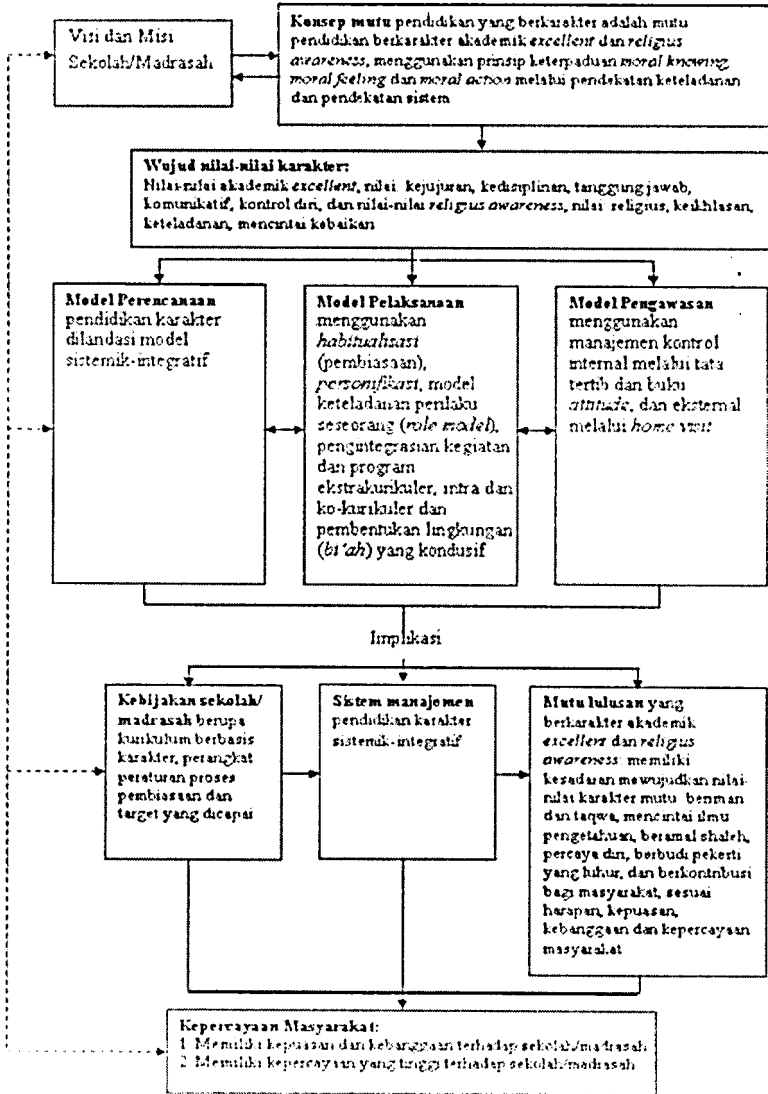 Visi dan Misi
Sekolah/Madrasah
Konsep mutu pendidikan yang berkarakter adalah mutu
pendidikan berkarakter akademik excellent dan religius
awareness, menggunakan prinsip keterpaduan moral knowing,
moral feeling dan moral action melalui pendekatan keteladanan
dan pendekatan sistem
Wujud nilai-nilai karakter:
Nilai-nilai akademik excellent, nilai kejujuran, kedisiplinan, tanggung jawab,
komunikatif, kontrol diri, dan nilai-nilai religius awareness, nilai religius, keikhlasan,
keteladanan, mencintai kebaikan
Model Perencanaan
pendidikan karakter
dilandasi model
sistemik-integratif
Model Pelaksanaan
menggunakan
habitualisasi
(pembiasaan),
personifikasi, model
keteladanan perilaku
seseorang (role model),
pengintegrasian kegiatan
dan program
ekstrakurikuler, intra dan
ko-kurikuler dan
pembentukan lingkungan
(bi'ah) yang kondusif
Model Pengawasan
menggunakan
manajemen kontrol
internal melalui tata
tertib dan buku
attitude, dan eksternal
melalui home visit
Implikasi
Kebijakan sekolah/
madrasah berupa
kurikulum berbasis
karakter, perangkat
peraturan proses
pembiasaan dan
target yang dicapai
Sistem manajemen
pendidikan karakter
sistemik-integratif
Mutu lulusan yang
berkarakter akademik
excellent dan religius
awareness: memiliki
kesadaran mewujudkan nilai-
nilai karakter mutu beriman
dan taqwa, mencintai ilmu
pengetahuan, beramal shaleh,
percaya diri, berbudi pekerti
yang luhur, dan berkontribusi
bagi masyarakat, sesuai
harapan, kepuasan,
kebanggaan dan kepercayaan
masyarakat
Kepercayaan Masyarakat:
1. Memiliki kepuasan dan kebanggaan terhadap sekolah/madrasah
2. Memiliki kepercayaan yang tinggi terhadap sekolah/madrasah